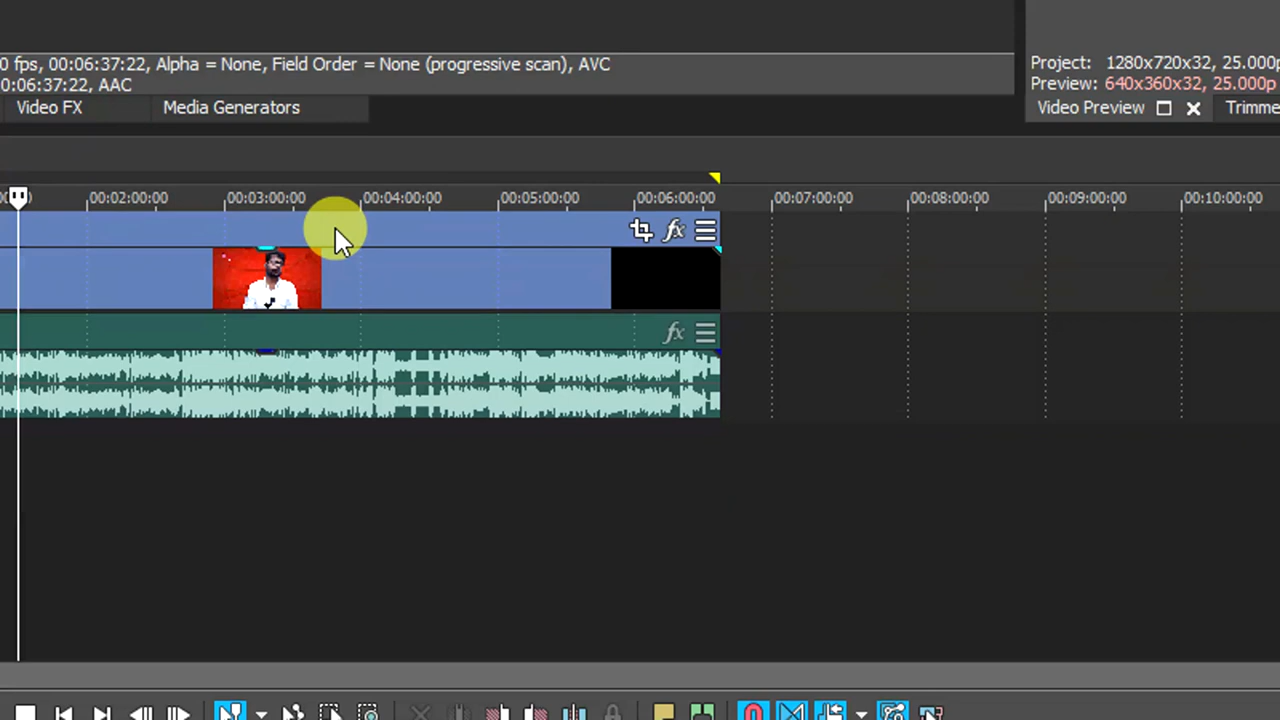 0 fps, 00:06:37:22, Alpha = None, Field Order = None (progressive scan), AVC
0:06:37:22, AAC
Project: 1280x720x32, 25.000p
Preview: 640x360x32, 25.000p
Video FX Media Generators
Video Preview Trimme
00:02:00:00 00:03:00:00 00:04:00:00 00:05:00:00 00:06:00:00 00:07:00:00 00:08:00:00 00:09:00:00 00:10:00:00
fx
fx